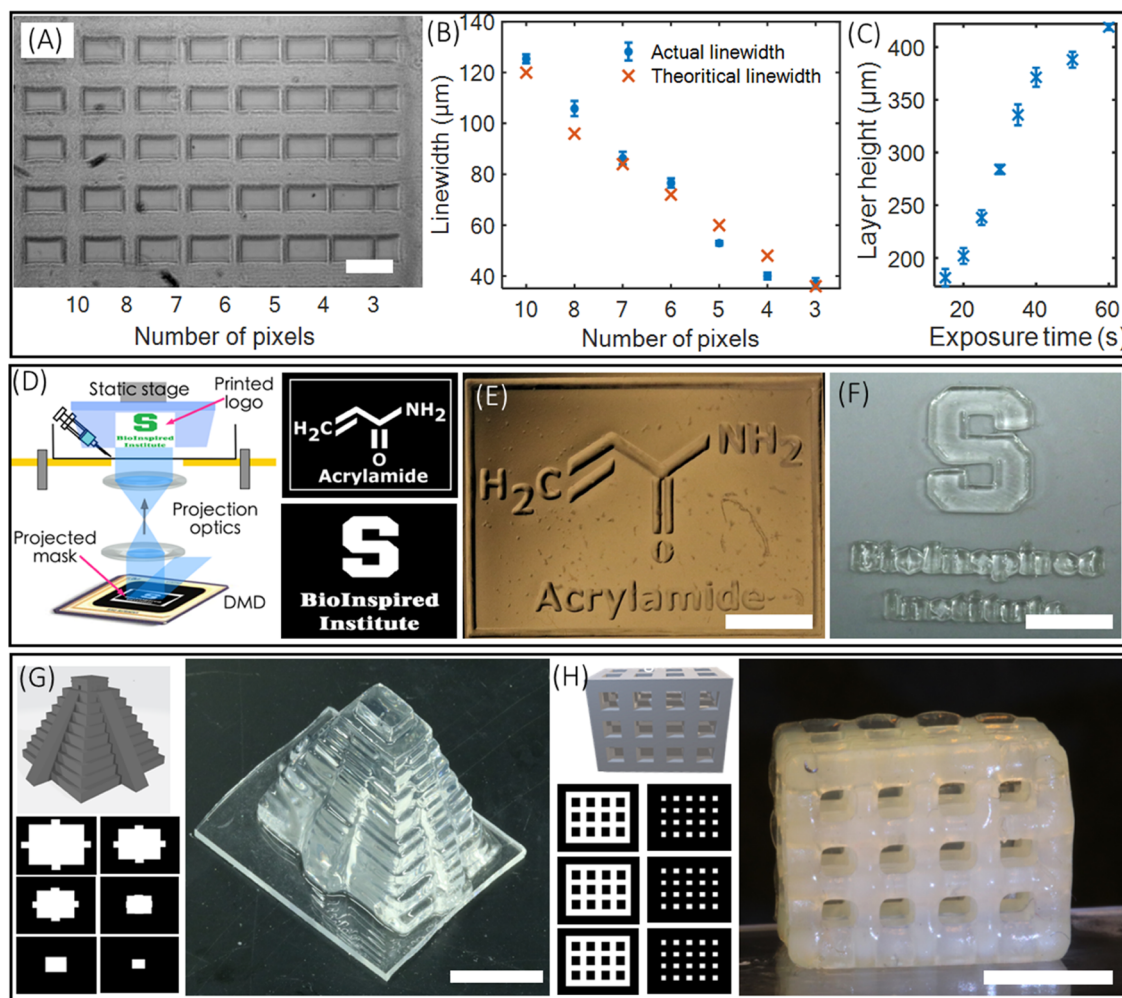 (A)
10 8 7 6 5 4 3
Number of pixels
(B)
140
120
100
80
60
40
Linewidth (μm)
Actual linewidth
Theoritical linewidth
10 8 7 6 5 4 3
Number of pixels
(C)
400
350
300
250
200
Layer height (μm)
20 40 60
Exposure time (s)
(D)
Static stage
Printed
logo
S
BioInspired
Institute
Projection
optics
Projected
mask
DMD
H2C
NH2
O
Acrylamide
S
BioInspired
Institute
(E)
H2C
NH2
O
Acrylamide
(F)
S
BioInspired
Institute
(G)
(H)